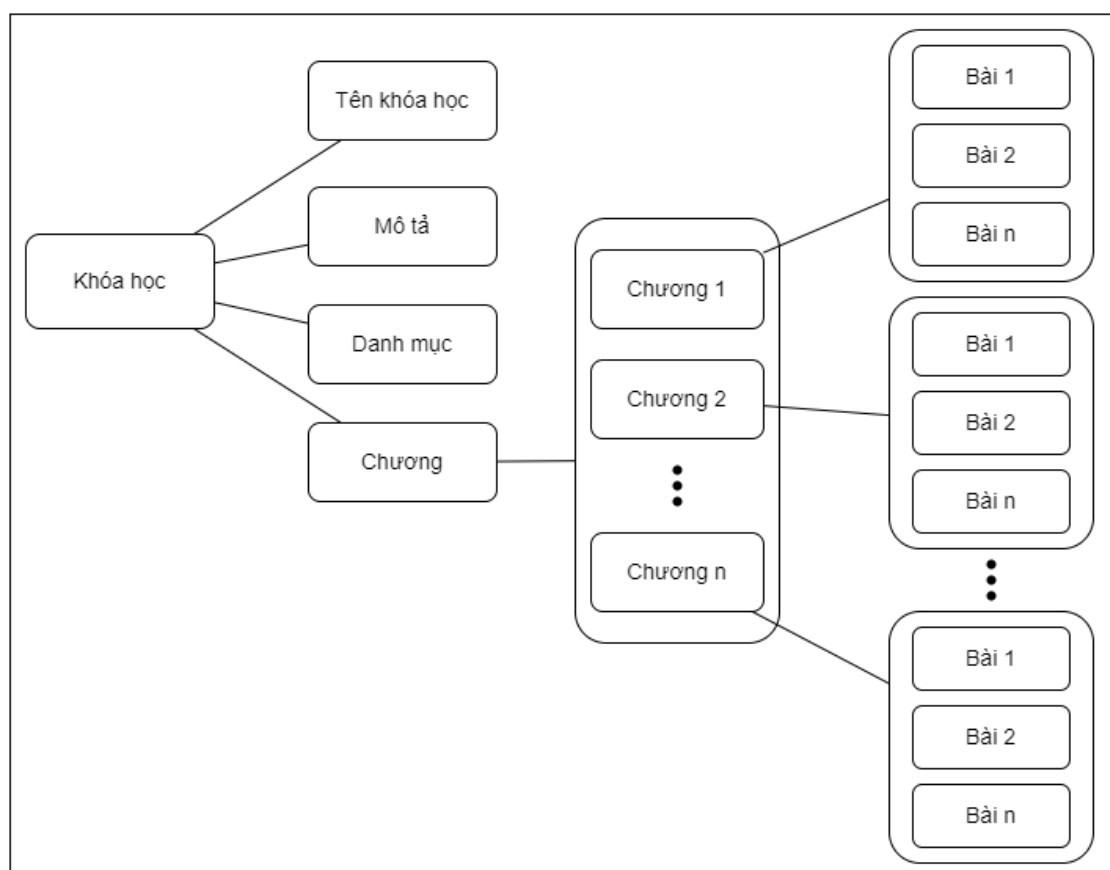 Khóa học
Tên khóa học
Mô tả
Danh mục
Chương
Chương 1
Chương 2
Chương n
Bài 1
Bài 2
Bài n
Bài 1
Bài 2
Bài n
Bài 1
Bài 2
Bài n